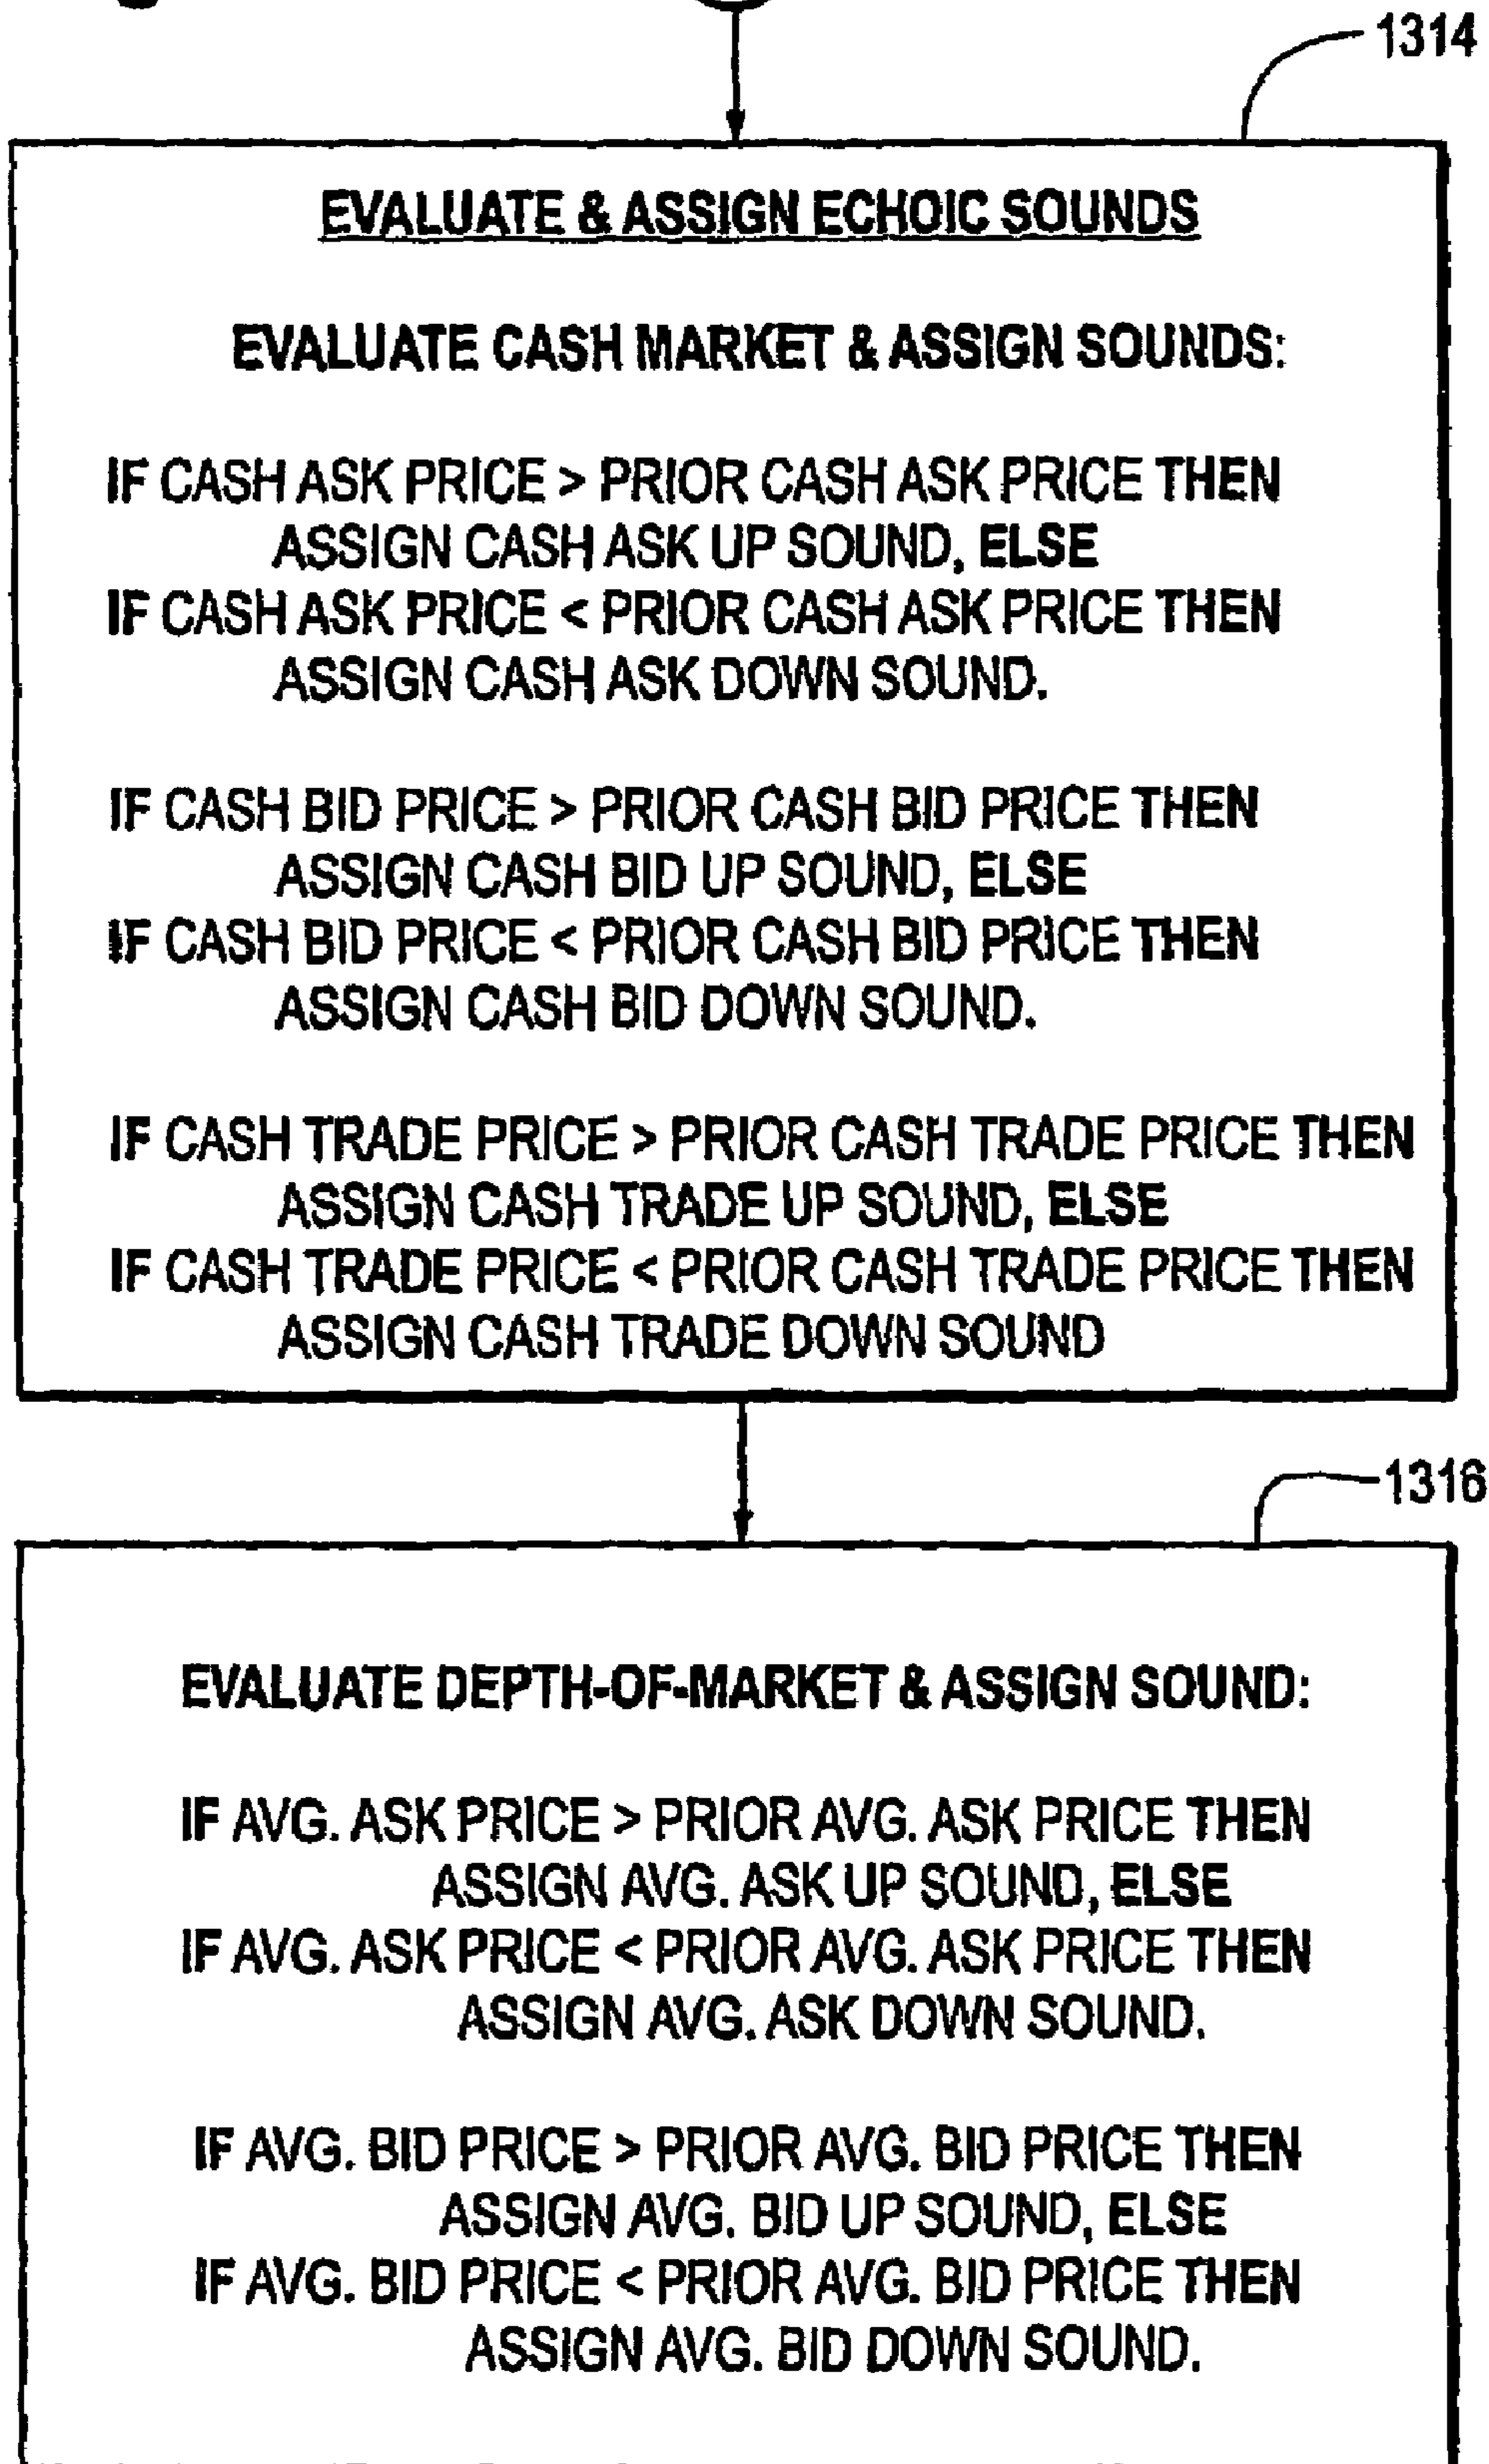 1314
EVALUATE & ASSIGN ECHOIC SOUNDS
EVALUATE CASH MARKET & ASSIGN SOUNDS:
IF CASH ASK PRICE > PRIOR CASH ASK PRICE THEN
ASSIGN CASH ASK UP SOUND, ELSE
IF CASH ASK PRICE < PRIOR CASH ASK PRICE THEN
ASSIGN CASH ASK DOWN SOUND.
IF CASH BID PRICE > PRIOR CASH BID PRICE THEN
ASSIGN CASH BID UP SOUND, ELSE
IF CASH BID PRICE < PRIOR CASH BID PRICE THEN
ASSIGN CASH BID DOWN SOUND.
IF CASH TRADE PRICE > PRIOR CASH TRADE PRICE THEN
ASSIGN CASH TRADE UP SOUND, ELSE
IF CASH TRADE PRICE < PRIOR CASH TRADE PRICE THEN
ASSIGN CASH TRADE DOWN SOUND
1316
EVALUATE DEPTH-OF-MARKET & ASSIGN SOUND:
IF AVG. ASK PRICE > PRIOR AVG. ASK PRICE THEN
ASSIGN AVG. ASK UP SOUND, ELSE
IF AVG. ASK PRICE < PRIOR AVG. ASK PRICE THEN
ASSIGN AVG. ASK DOWN SOUND.
IF AVG. BID PRICE > PRIOR AVG. BID PRICE THEN
ASSIGN AVG. BID UP SOUND, ELSE
IF AVG. BID PRICE < PRIOR AVG. BID PRICE THEN
ASSIGN AVG. BID DOWN SOUND.